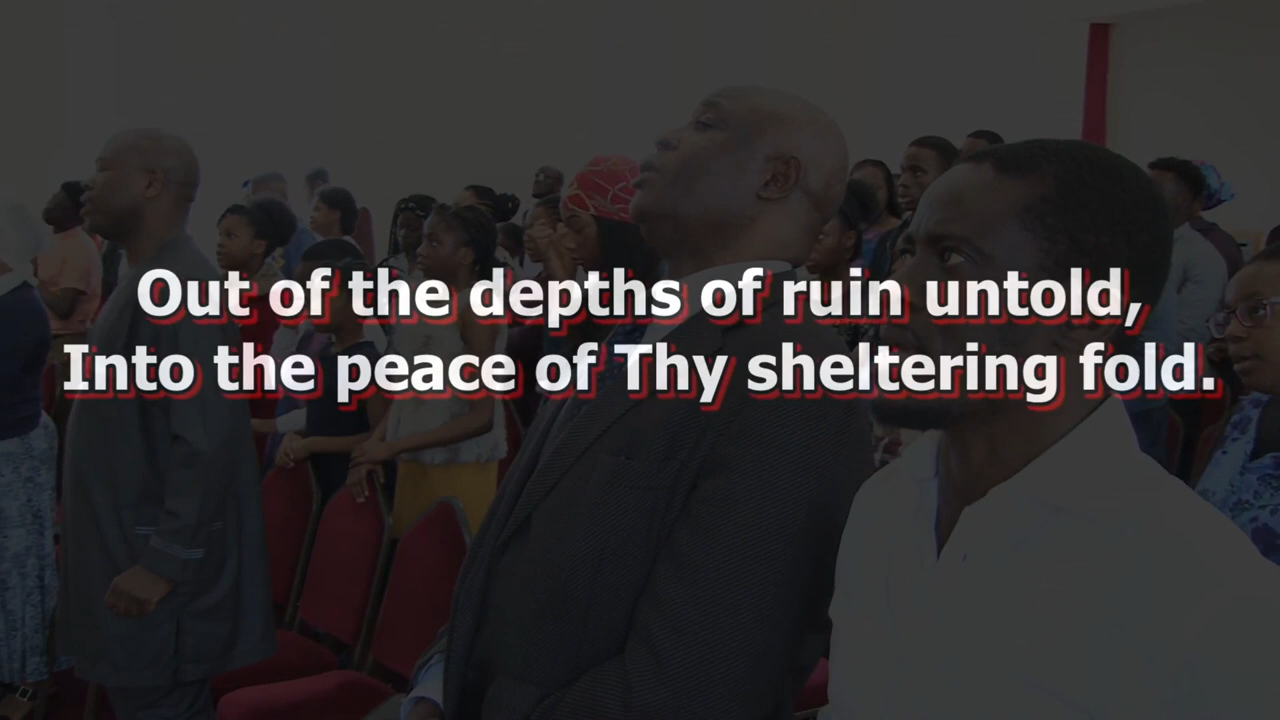 Out of the depths of ruin untold,
Into the peace of Thy sheltering fold.